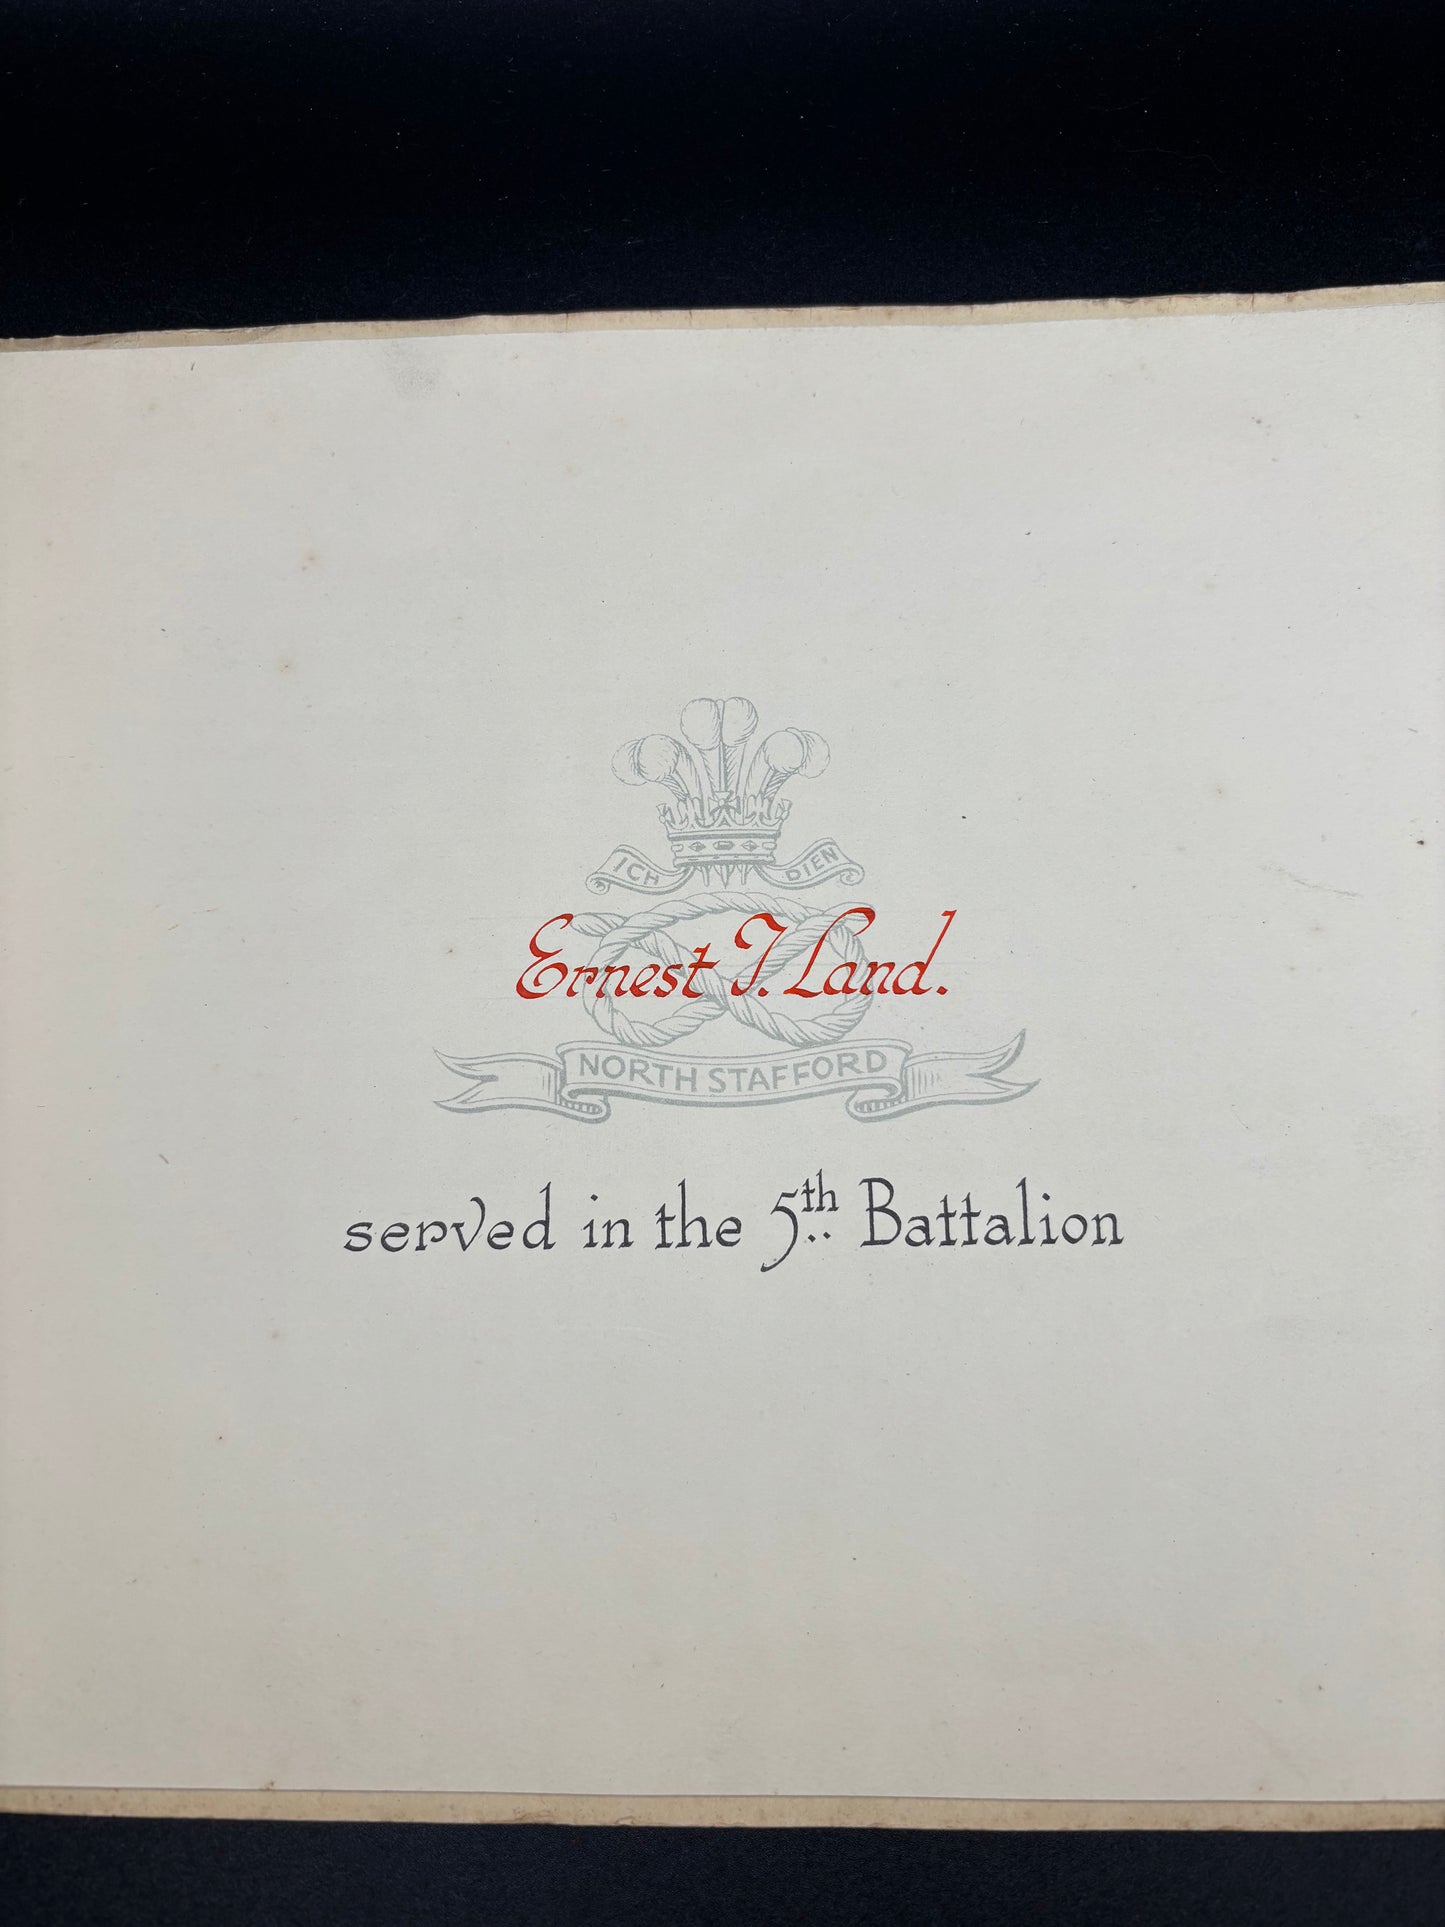 ICH DIEN
Ernest T. Land.
NORTH STAFFORD
served in the 5th Battalion